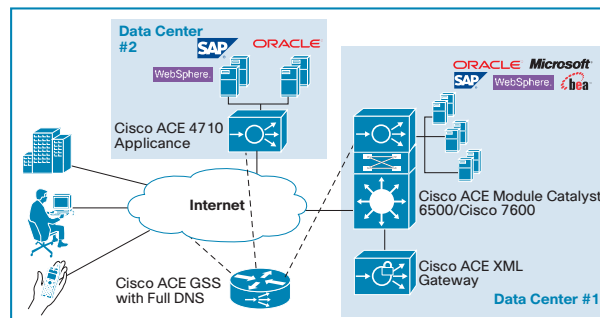 Data Center
#2
SAP
ORACLE
WebSphere.
Cisco ACE 4710
Applicance
ORACLE Microsoft
SAP WebSphere. bea
Internet
Cisco ACE Module Catalyst
6500/Cisco 7600
Cisco ACE GSS
with Full DNS
Cisco ACE XML
Gateway
Data Center #1